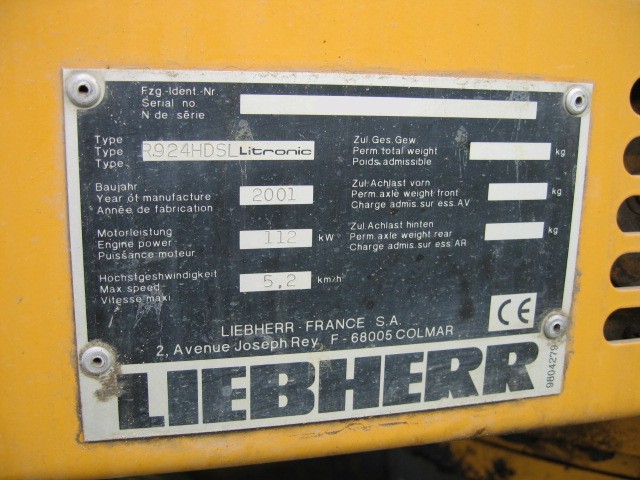 Fzg.-Ident.-Nr
Serial no.
N de série
Type
Type R924HDSL Litronic
Type
Baujahr
Year of manufacture 2001
Année de fabrication
Motorleistung
Engine power 112 kW
Puissance moteur
Hochstgeshwindigkeit
Max speed 5,2 km/h
Vitesse maxi
Zul. Ges. Gew
Perm. total weight kg
Poids admissible
Zul. Achlast vorn
Perm. axle weight front kg
Charge admis. sur ess. AV
Zul. Achlast hinten
Perm. axle weight rear kg
Charge admis. sur ess. AR
CE
LIEBHERR-FRANCE S.A.
2, Avenue Joseph Rey, F-68005 COLMAR
LIEBHERR
9804279